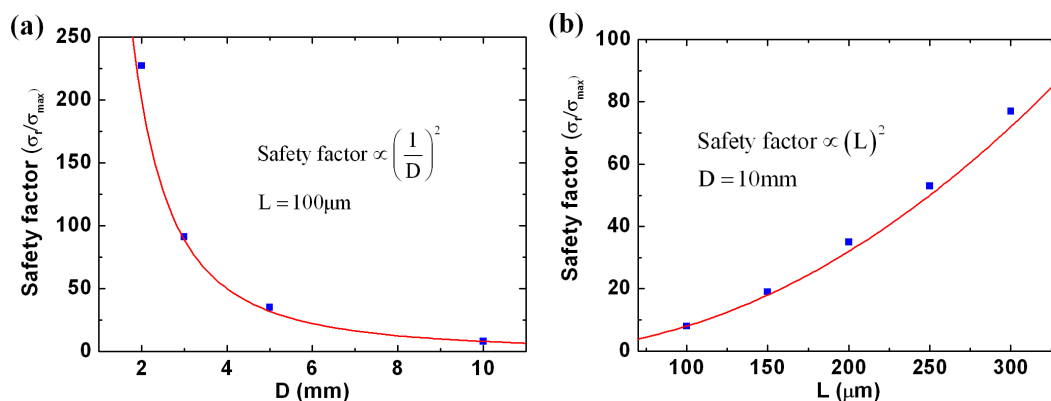 (a)
250
200
150
100
50
0
Safety factor (σf/σmax)
Safety factor ∝ (1/D)²
L = 100μm
2 4 6 8 10
D (mm)
(b)
100
80
60
40
20
0
Safety factor (σf/σmax)
Safety factor ∝ (L)²
D = 10mm
100 150 200 250 300
L (μm)